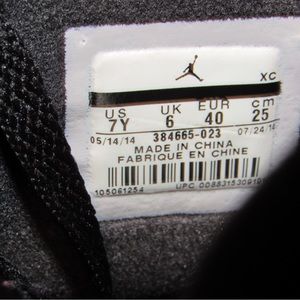 XC
US UK EUR cm
7Y 6 40 25
05/14/14 384665-023 07/24/14
MADE IN CHINA
FABRIQUE EN CHINE
105061254 UPC